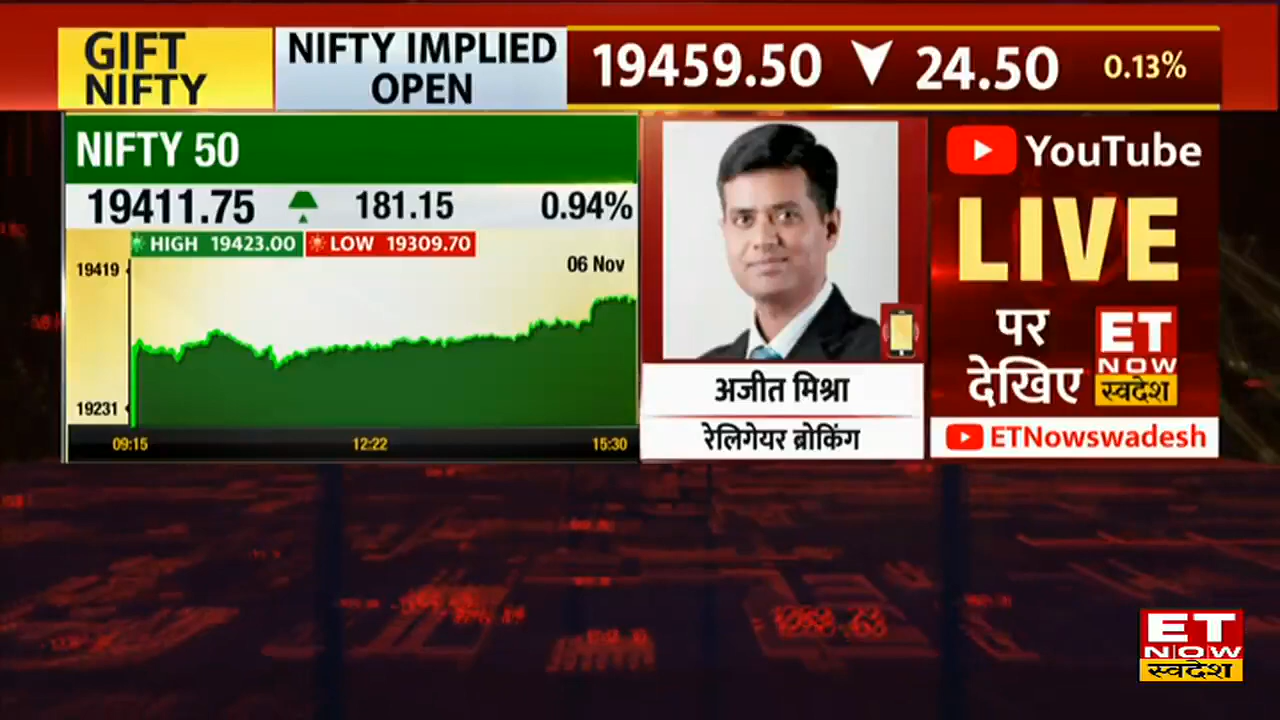 GIFT
NIFTY
NIFTY IMPLIED
OPEN
19459.50 ▼ 24.50 0.13%
NIFTY 50
19411.75 ▲ 181.15 0.94%
HIGH 19423.00 LOW 19309.70
06 Nov
19419
19231
09:15 12:22 15:30
अजीत मिश्रा
रेलिगेयर ब्रोकिंग
YouTube
LIVE
पर
देखिए
ET
NOW
स्वदेश
ETNowswadesh
ET
NOW
स्वदेश